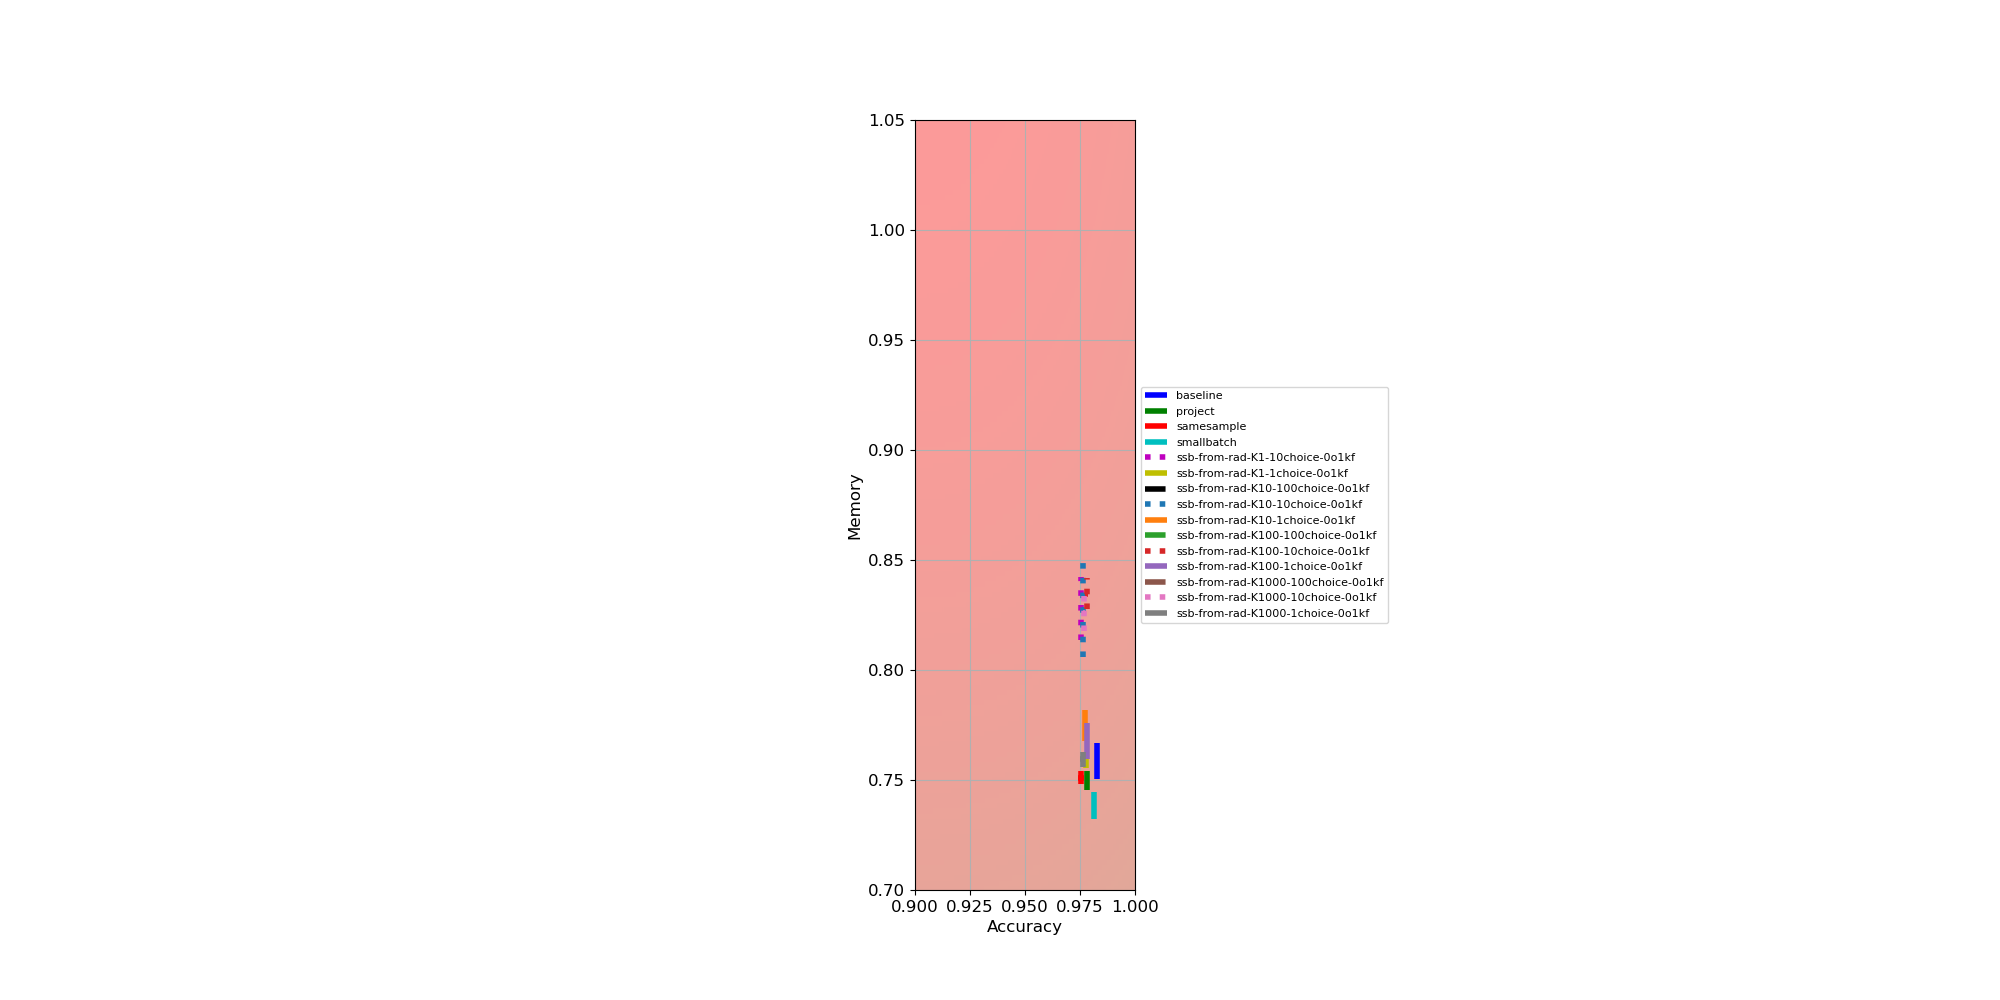 1.05
1.00
0.95
0.90
0.85
0.80
0.75
0.70
Memory
0.900 0.925 0.950 0.975 1.000
Accuracy
baseline
project
samesample
smallbatch
ssb-from-rad-K1-10choice-0o1kf
ssb-from-rad-K1-1choice-0o1kf
ssb-from-rad-K10-100choice-0o1kf
ssb-from-rad-K10-10choice-0o1kf
ssb-from-rad-K10-1choice-0o1kf
ssb-from-rad-K100-100choice-0o1kf
ssb-from-rad-K100-10choice-0o1kf
ssb-from-rad-K100-1choice-0o1kf
ssb-from-rad-K1000-100choice-0o1kf
ssb-from-rad-K1000-10choice-0o1kf
ssb-from-rad-K1000-1choice-0o1kf